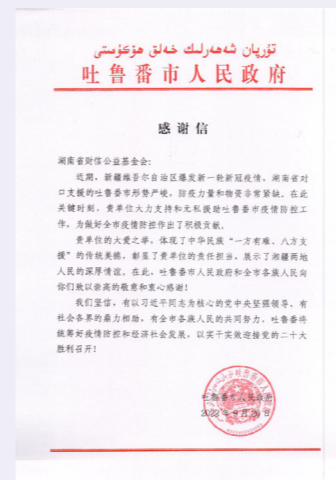 تۇرپان شەھەرلىك خەلق ھۆكۈمىتى
吐鲁番市人民政府
感谢信
湖南省财信公益基金会:
近期，新疆维吾尔自治区爆发新一轮新冠疫情，湖南省对
口支援的吐鲁番市形势严峻，防疫力量和物资非常紧缺。在此
关键时刻，贵单位大力支持和无私援助吐鲁番市疫情防控工
作，为做好全市疫情防控作出了积极贡献。
贵单位的大爱之举，体现了中华民族“一方有难、八方支
援”的传统美德，彰显了贵单位的责任担当，展示了湘疆两地
人民的深厚情谊。在此，吐鲁番市人民政府和全市各族人民向
你们致以崇高的敬意和衷心感谢！
我们坚信，有以习近平同志为核心的党中央坚强领导、有
社会各界的鼎力相助，有全市各族人民的共同努力，吐鲁番将
统筹好疫情防控和经济社会发展，以实干实效迎接党的二十大
胜利召开！
吐鲁番市人民政府
2022年9月20日